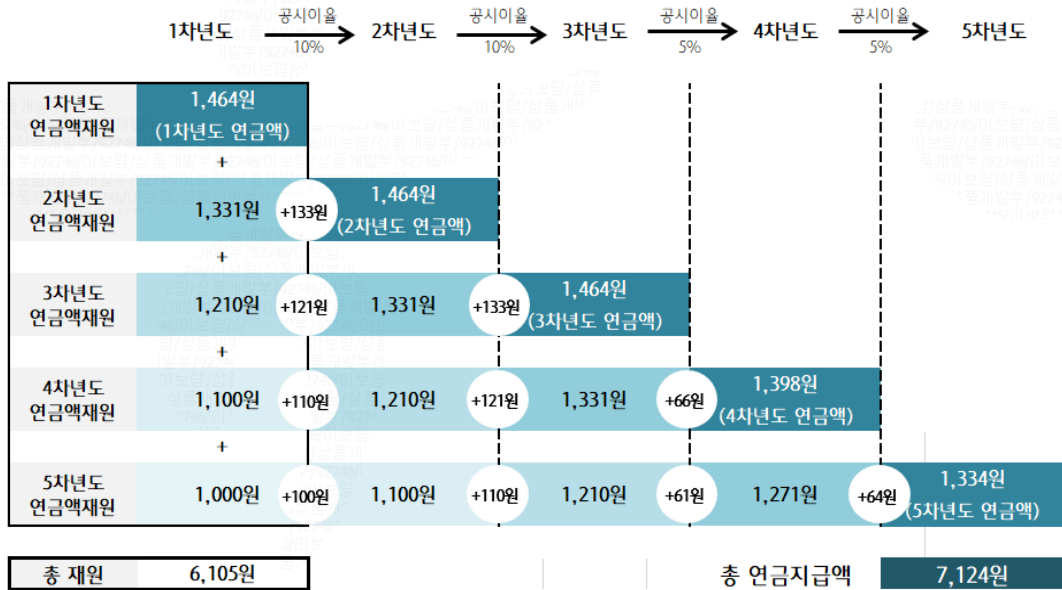 공시이율 공시이율 공시이율 공시이율
1차년도 2차년도 3차년도 4차년도 5차년도
10% 10% 5% 5%
1차년도 1,464원
연금액재원 (1차년도 연금액)
+
2차년도 1,331원 +133원 1,464원
연금액재원 (2차년도 연금액)
+
3차년도 1,210원 +121원 1,331원 +133원 1,464원
연금액재원 (3차년도 연금액)
+
4차년도 1,100원 +110원 1,210원 +121원 1,331원 +66원 1,398원
연금액재원 (4차년도 연금액)
+
5차년도 1,000원 +100원 1,100원 +110원 1,210원 +61원 1,271원 +64원 1,334원
연금액재원 (5차년도 연금액)
총 재원 6,105원 총 연금지급액 7,124원